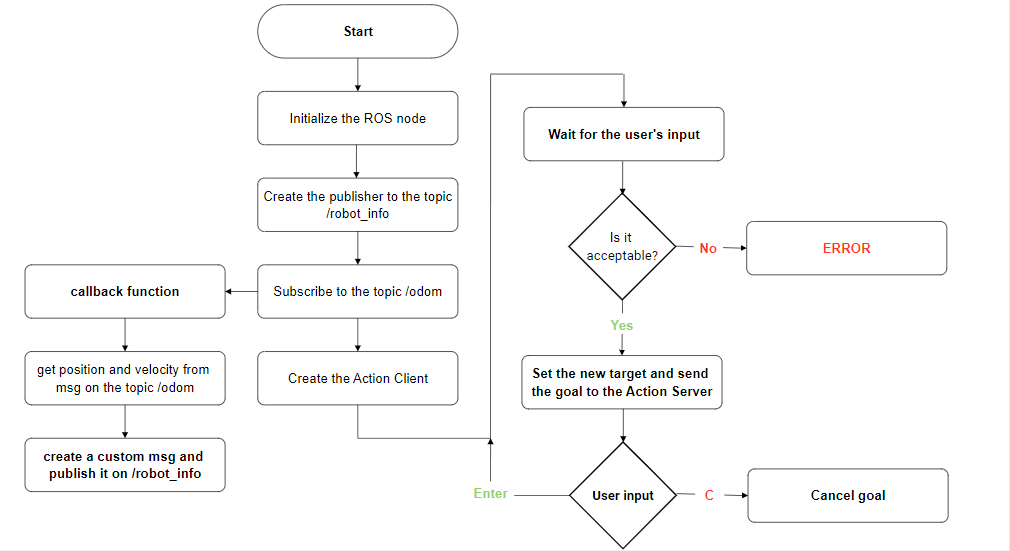 Start
Initialize the ROS node
Create the publisher to the topic
/robot_info
Subscribe to the topic /odom
callback function
get position and velocity from
msg on the topic /odom
create a custom msg and
publish it on /robot_info
Create the Action Client
Wait for the user's input
Is it
acceptable?
No
ERROR
Yes
Set the new target and send
the goal to the Action Server
User input
Enter
C
Cancel goal